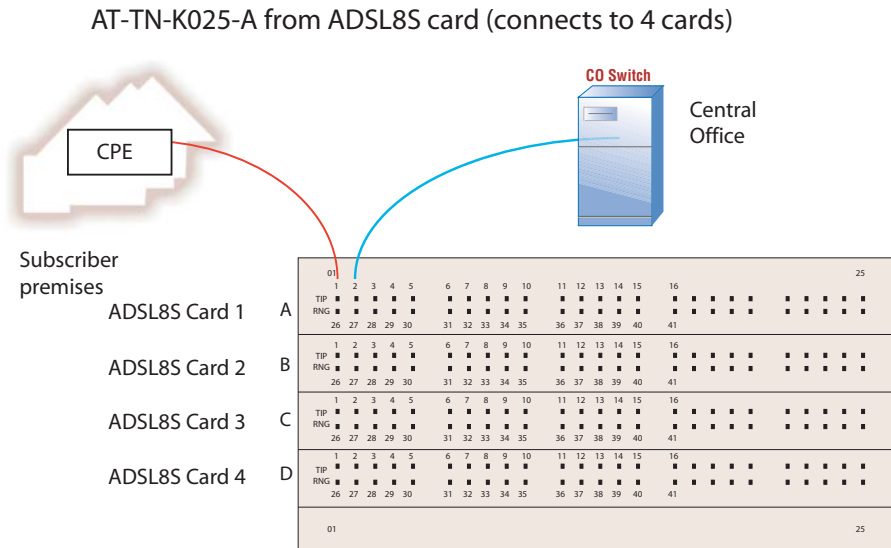 AT-TN-K025-A from ADSL8S card (connects to 4 cards)
CO Switch
Central
Office
CPE
Subscriber
premises
01 25
1 2 3 4 5 6 7 8 9 10 11 12 13 14 15 16
ADSL8S Card 1 A TIP
RNG
26 27 28 29 30 31 32 33 34 35 36 37 38 39 40 41
1 2 3 4 5 6 7 8 9 10 11 12 13 14 15 16
ADSL8S Card 2 B TIP
RNG
26 27 28 29 30 31 32 33 34 35 36 37 38 39 40 41
1 2 3 4 5 6 7 8 9 10 11 12 13 14 15 16
ADSL8S Card 3 C TIP
RNG
26 27 28 29 30 31 32 33 34 35 36 37 38 39 40 41
1 2 3 4 5 6 7 8 9 10 11 12 13 14 15 16
ADSL8S Card 4 D TIP
RNG
26 27 28 29 30 31 32 33 34 35 36 37 38 39 40 41
01 25